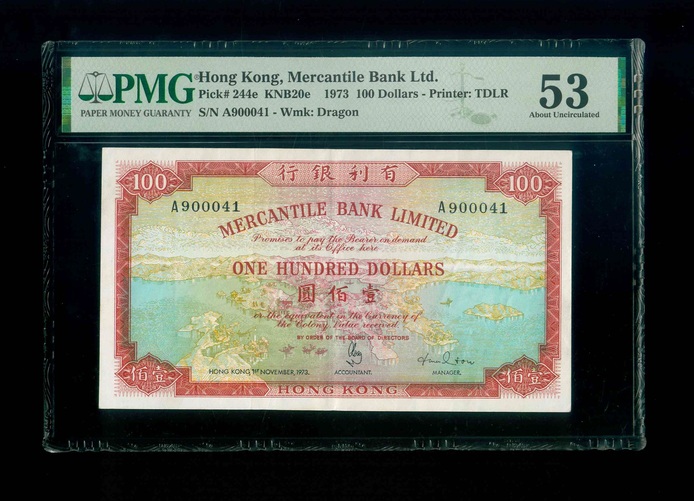 PMG
PAPER MONEY GUARANTY
Hong Kong, Mercantile Bank Ltd.
Pick# 244e KNB20e 1973 100 Dollars - Printer: TDLR
S/N A900041 - Wmk: Dragon
53
About Uncirculated
行銀利有
100 100
A900041 A900041
MERCANTILE BANK LIMITED
Promises to pay the Bearer on demand
at its Office here
ONE HUNDRED DOLLARS
圓佰壹
or the equivalent in the Currency of
the Colony Value received.
BY ORDER OF THE BOARD OF DIRECTORS
HONG KONG 1ST NOVEMBER, 1973. ACCOUNTANT. MANAGER.
佰壹 佰壹
HONG KONG